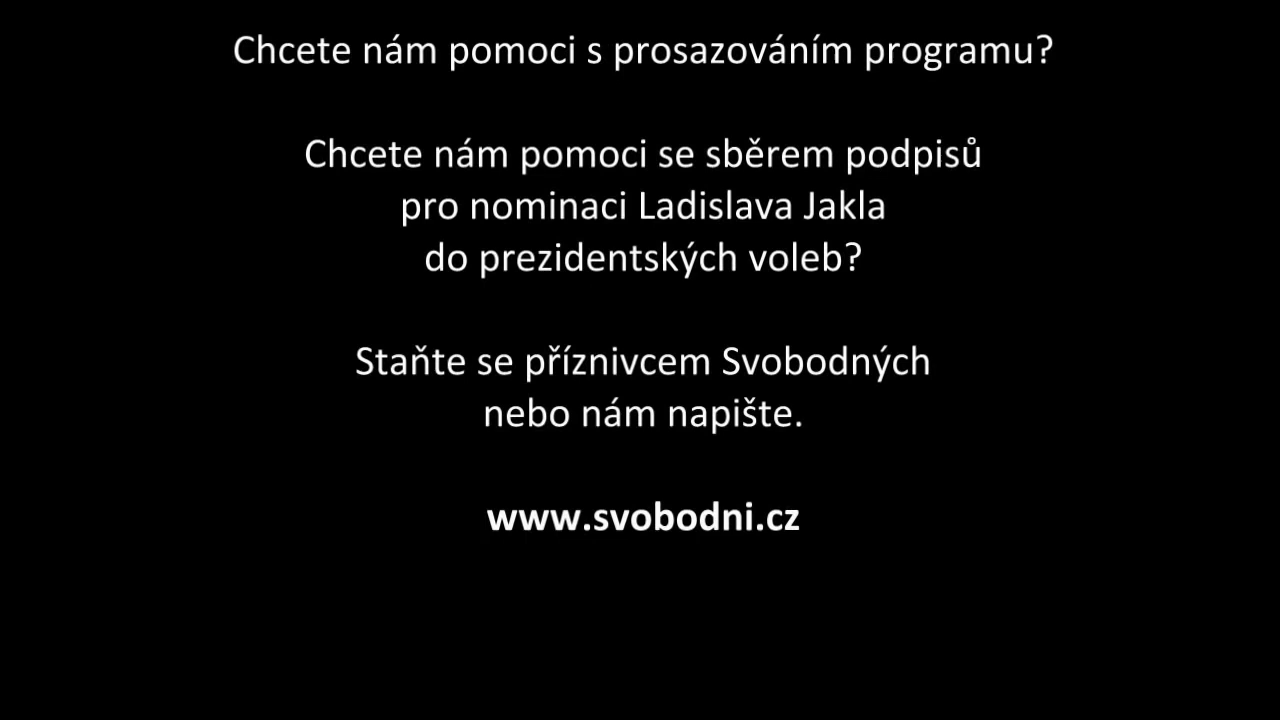 Chcete nám pomoci s prosazováním programu?
Chcete nám pomoci se sběrem podpisů
pro nominaci Ladislava Jakla
do prezidentských voleb?
Staňte se příznivcem Svobodných
nebo nám napište.
www.svobodni.cz